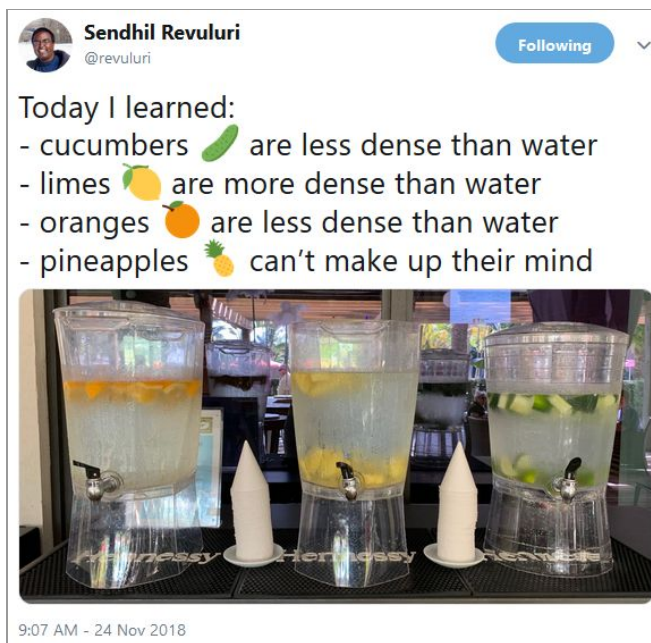 Sendhil Revuluri
@revuluri
Following
Today I learned:
- cucumbers 🥒 are less dense than water
- limes 🍋 are more dense than water
- oranges 🍊 are less dense than water
- pineapples 🍍 can’t make up their mind
Hennessy Hennessy
9:07 AM - 24 Nov 2018